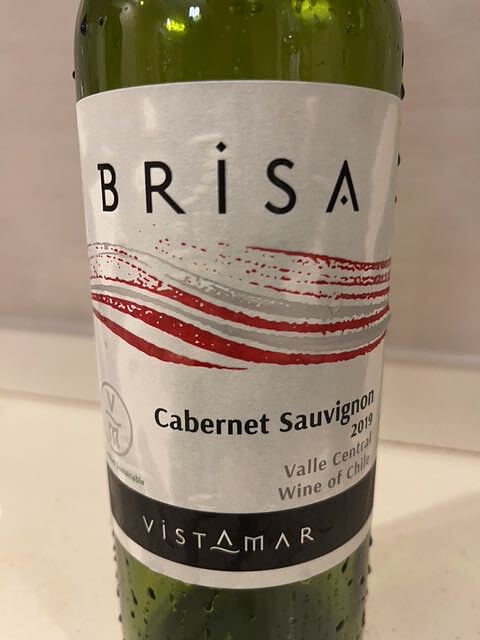 BRiSA
Cabernet Sauvignon
2019
Valle Central
Wine of Chile
ViSTAMAR